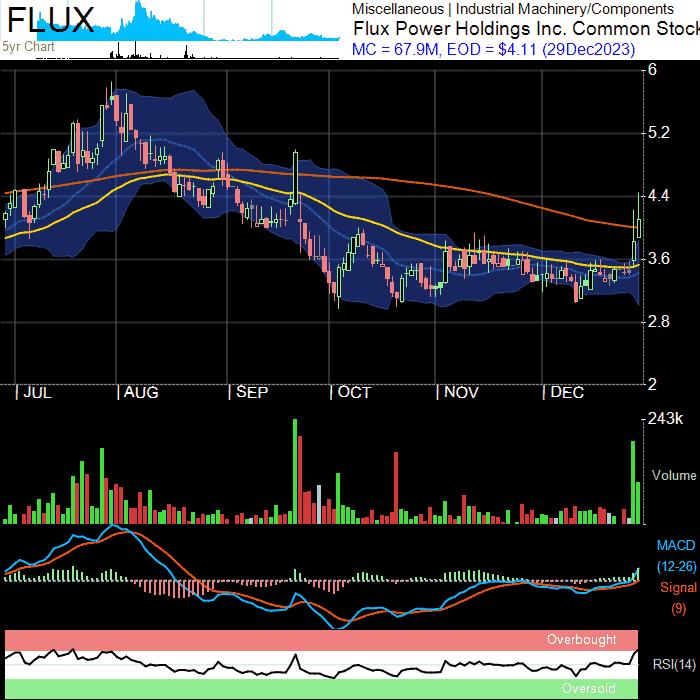 FLUX
5yr Chart
Miscellaneous | Industrial Machinery/Components
Flux Power Holdings Inc. Common Stock
MC = 67.9M, EOD = $4.11 (29Dec2023)
6
5.2
4.4
3.6
2.8
2
| JUL | AUG | SEP | OCT | NOV | DEC
243k
Volume
MACD
(12-26)
Signal
(9)
Overbought
RSI(14)
Oversold